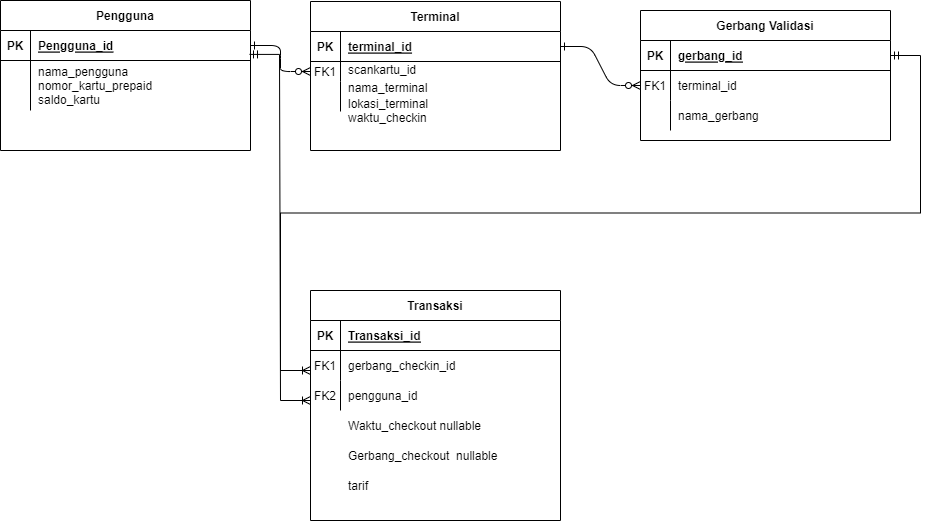 Pengguna
PK Pengguna_id
nama_pengguna
nomor_kartu_prepaid
saldo_kartu
Terminal
PK terminal_id
FK1 scankartu_id
nama_terminal
lokasi_terminal
waktu_checkin
Gerbang Validasi
PK gerbang_id
FK1 terminal_id
nama_gerbang
Transaksi
PK Transaksi_id
FK1 gerbang_checkin_id
FK2 pengguna_id
Waktu_checkout nullable
Gerbang_checkout nullable
tarif